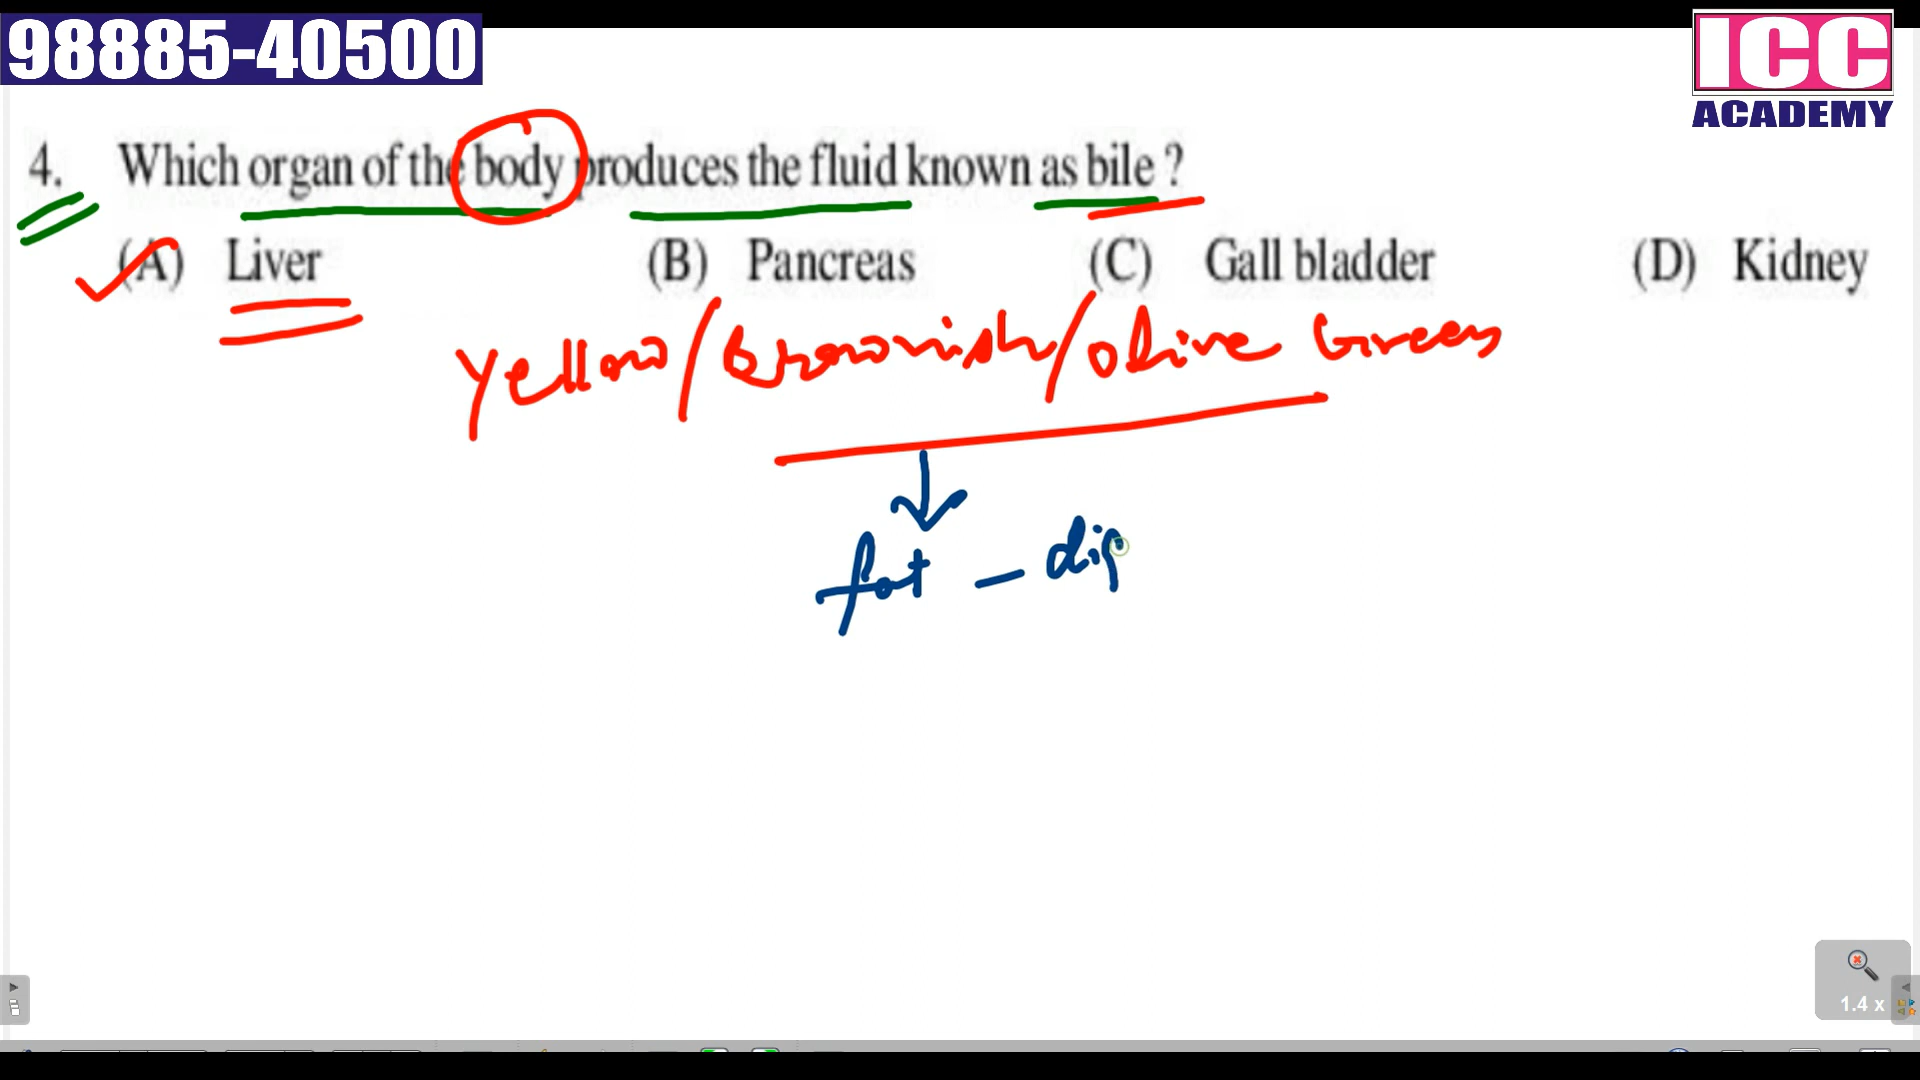 98885-40500
ICC
ACADEMY
4. Which organ of the body produces the fluid known as bile ?
(A) Liver (B) Pancreas (C) Gall bladder (D) Kidney
Yellow/Brownish/olive Green
fat - dig
1.4 x